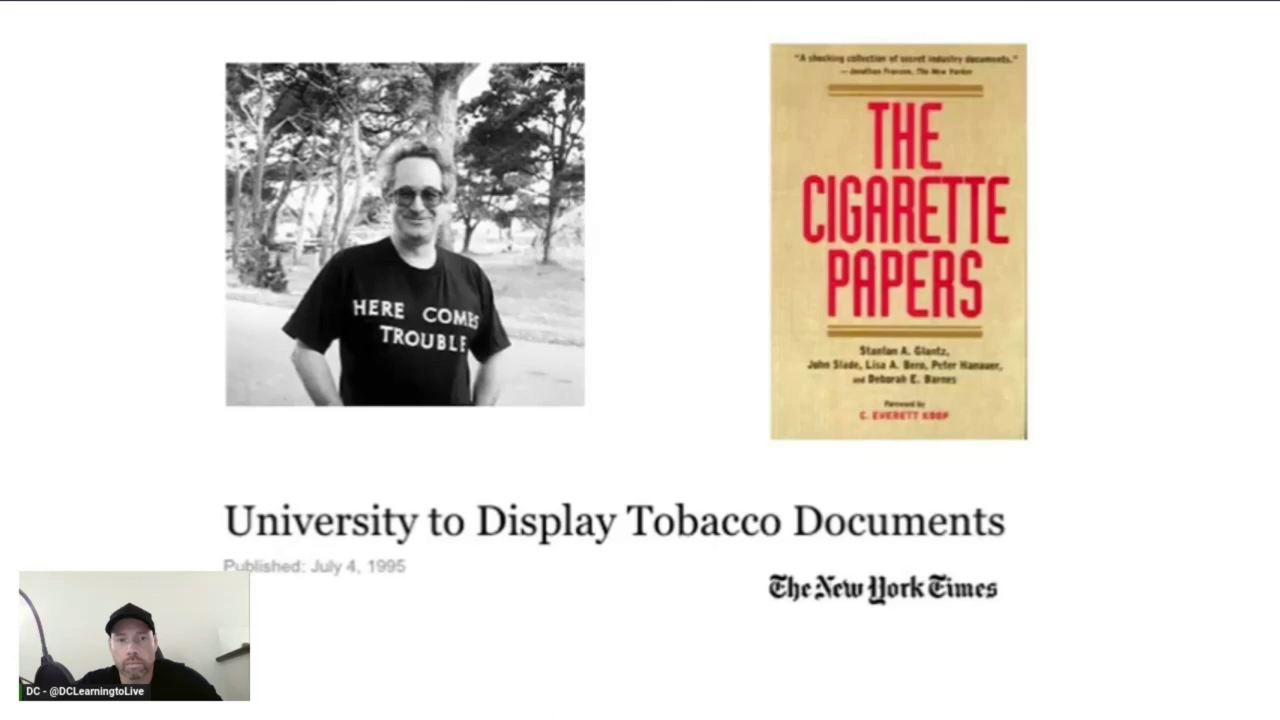 HERE COMES
TROUBLE
"A shocking collection of secret industry documents."
— Jonathan Franzen, The New Yorker
THE
CIGARETTE
PAPERS
Stanton A. Glantz,
John Slade, Lisa A. Bero, Peter Hanauer,
and Deborah E. Barnes
Foreword by
C. EVERETT KOOP
University to Display Tobacco Documents
Published: July 4, 1995
The New York Times
DC - @DCLearningtoLive